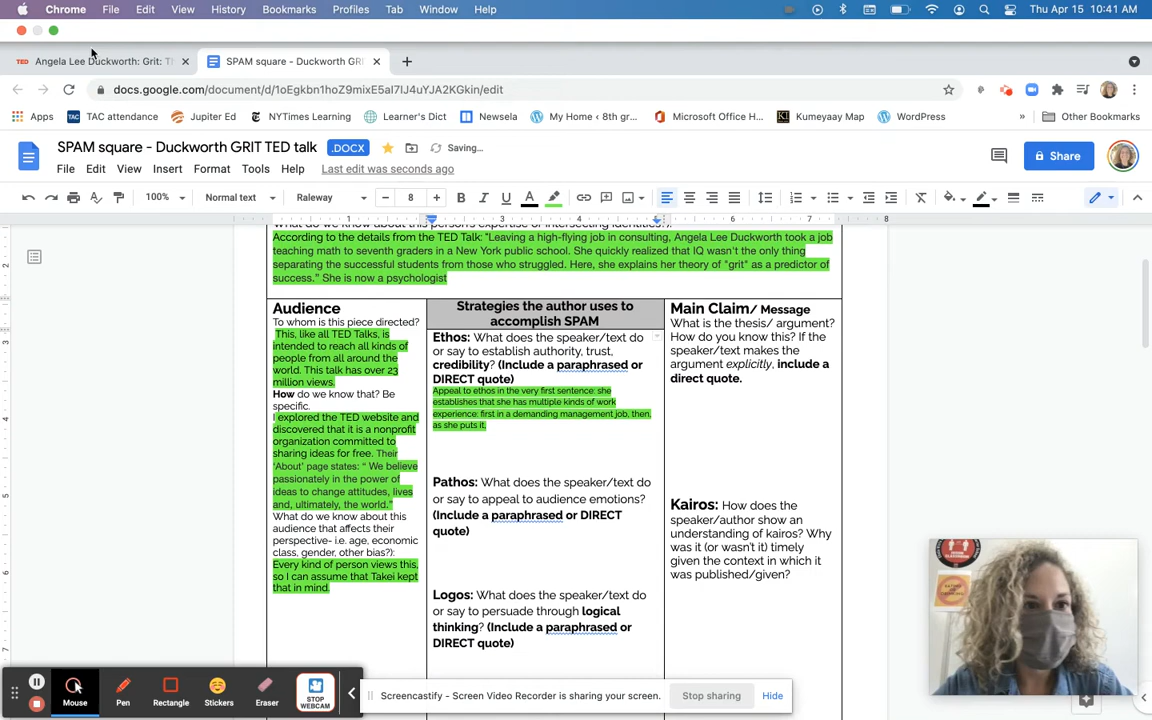 Chrome File Edit View History Bookmarks Profiles Tab Window Help Thu Apr 15 10:41 AM
TED Angela Lee Duckworth: Grit: Th
SPAM square - Duckworth GRI
docs.google.com/document/d/1oEgkbn1hoZ9mixE5aI7IJ4uYJA2KGkin/edit
Apps TAC attendance Jupiter Ed NYTimes Learning Learner's Dict Newsela My Home ‹ 8th gr... Microsoft Office H... Kumeyaay Map WordPress » Other Bookmarks
SPAM square - Duckworth GRIT TED talk .DOCX Saving...
Share
File Edit View Insert Format Tools Help Last edit was seconds ago
100% Normal text Raleway 8 B I U A
1 2 3 4 5 6 7 8
According to the details from the TED Talk: "Leaving a high-flying job in consulting, Angela Lee Duckworth took a job
teaching math to seventh graders in a New York public school. She quickly realized that IQ wasn't the only thing
separating the successful students from those who struggled. Here, she explains her theory of "grit" as a predictor of
success." She is now a psychologist
Audience
To whom is this piece directed?
This, like all TED Talks, is
intended to reach all kinds of
people from all around the
world. This talk has over 23
million views.
How do we know that? Be
specific.
I explored the TED website and
discovered that it is a nonprofit
organization committed to
sharing ideas for free. Their
'About' page states: " We believe
passionately in the power of
ideas to change attitudes, lives
and, ultimately, the world."
What do we know about this
audience that affects their
perspective- i.e. age, economic
class, gender, other bias?):
Every kind of person views this,
so I can assume that Takei kept
that in mind.
Strategies the author uses to
accomplish SPAM
Ethos: What does the speaker/text do
or say to establish authority, trust,
credibility? (Include a paraphrased or
DIRECT quote)
Appeal to ethos in the very first sentence: she
establishes that she has multiple kinds of work
experience: first in a demanding management job, then,
as she puts it,
Pathos: What does the speaker/text do
or say to appeal to audience emotions?
(Include a paraphrased or DIRECT
quote)
Logos: What does the speaker/text do
or say to persuade through logical
thinking? (Include a paraphrased or
DIRECT quote)
Main Claim/ Message
What is the thesis/ argument?
How do you know this? If the
speaker/text makes the
argument explicitly, include a
direct quote.
Kairos: How does the
speaker/author show an
understanding of kairos? Why
was it (or wasn't it) timely
given the context in which it
was published/given?
Mouse Pen Rectangle Stickers Eraser STOP WEBCAM
Screencastify - Screen Video Recorder is sharing your screen. Stop sharing Hide